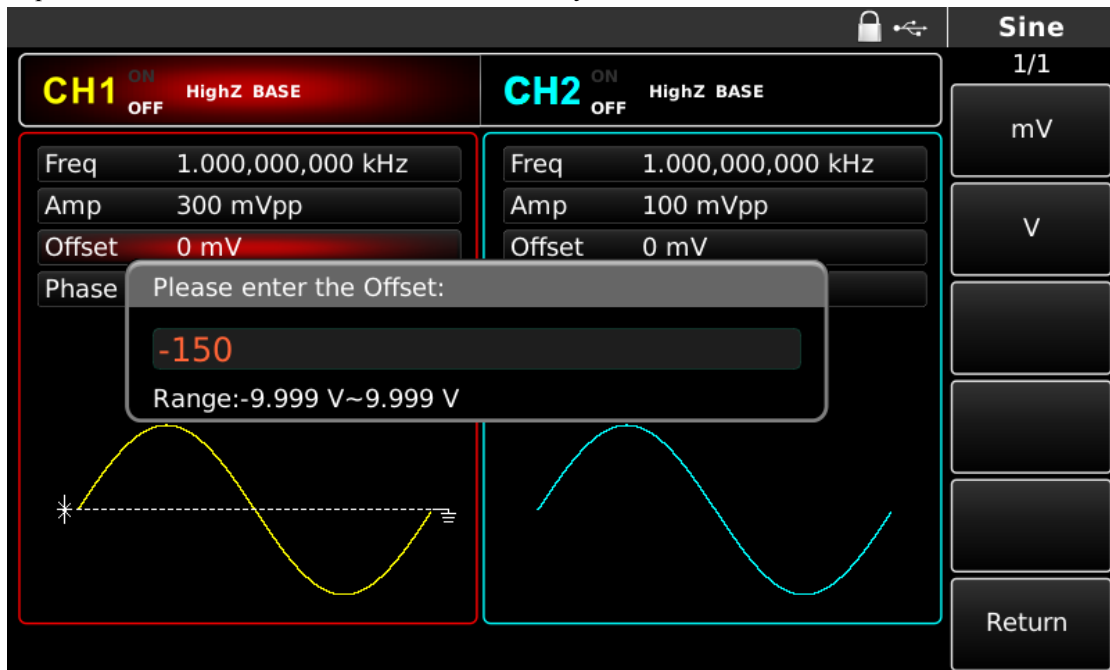 Sine
1/1
CH1 ON OFF HighZ BASE
CH2 ON OFF HighZ BASE
mV
Freq 1.000,000,000 kHz
Freq 1.000,000,000 kHz
Amp 300 mVpp
Amp 100 mVpp
V
Offset 0 mV
Offset 0 mV
Phase
Please enter the Offset:
-150
Range:-9.999 V~9.999 V
Return